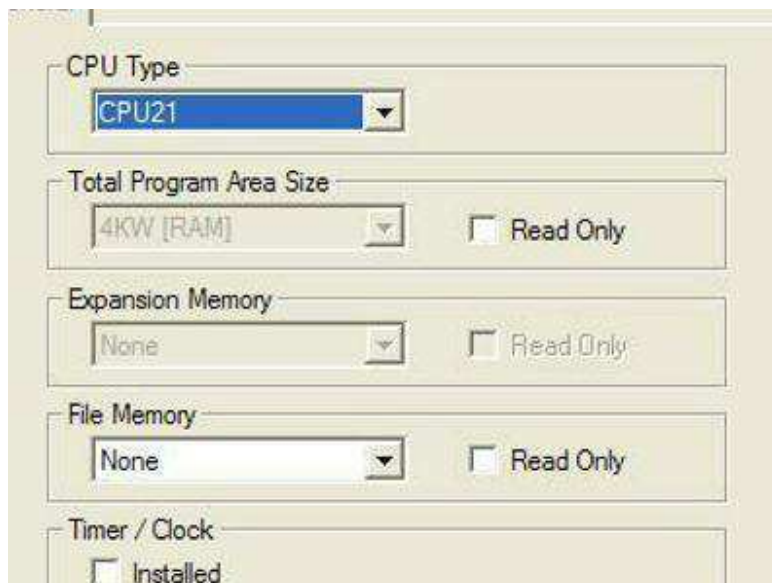 CPU Type
CPU21
Total Program Area Size
4KW [RAM]
Read Only
Expansion Memory
None
Read Only
File Memory
None
Read Only
Timer / Clock
Installed